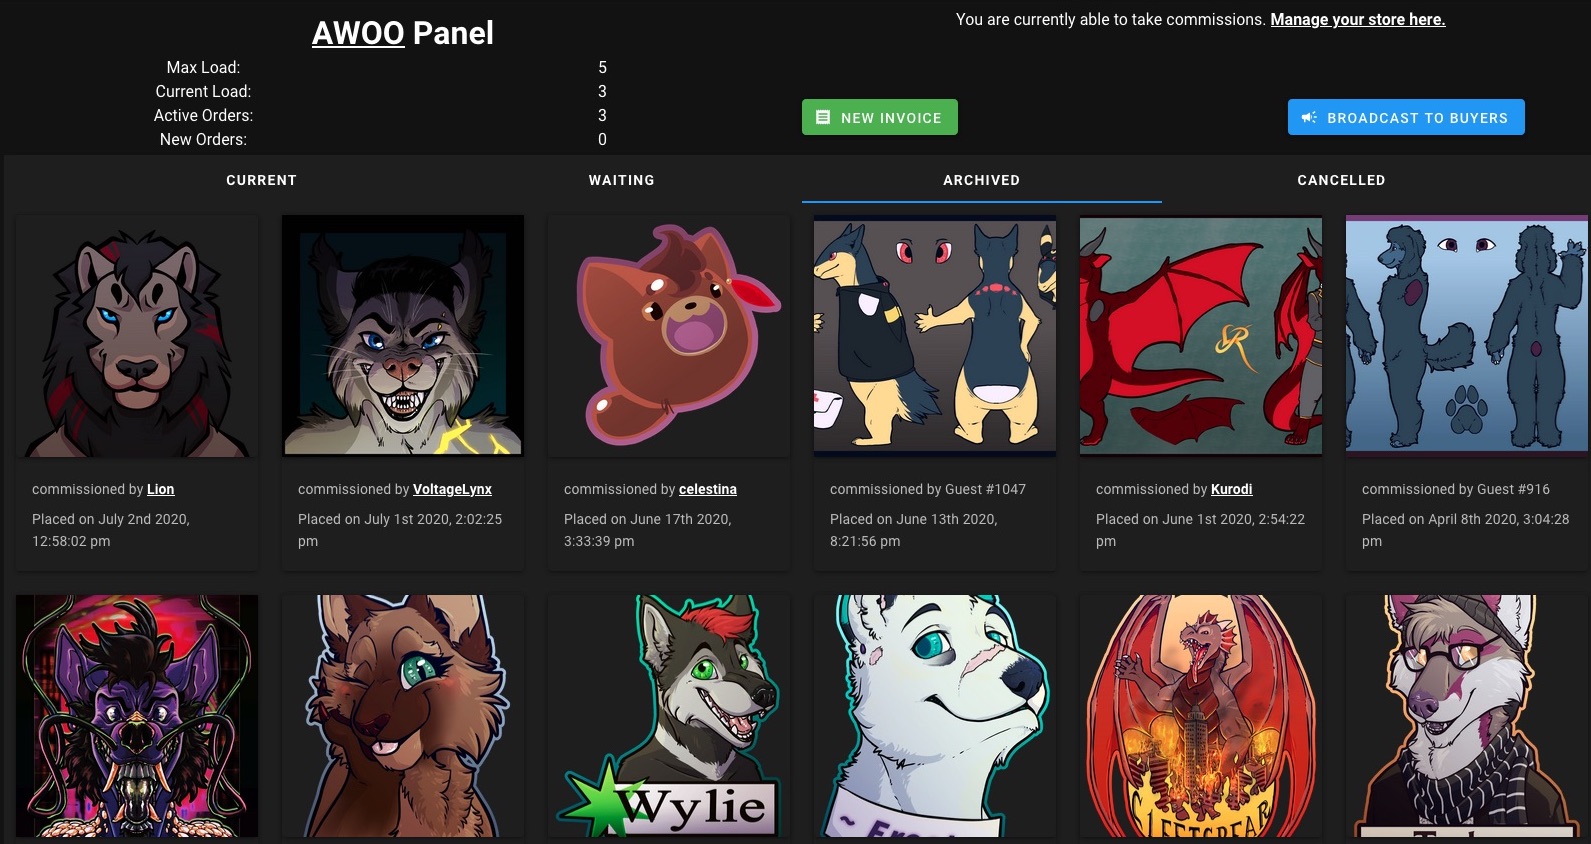 AWOO Panel
You are currently able to take commissions. Manage your store here.
Max Load: 5
Current Load: 3
Active Orders: 3
New Orders: 0
NEW INVOICE
BROADCAST TO BUYERS
CURRENT WAITING ARCHIVED CANCELLED
commissioned by Lion
Placed on July 2nd 2020,
12:58:02 pm
commissioned by VoltageLynx
Placed on July 1st 2020, 2:02:25
pm
commissioned by celestina
Placed on June 17th 2020,
3:33:39 pm
commissioned by Guest #1047
Placed on June 13th 2020,
8:21:56 pm
commissioned by Kurodi
Placed on June 1st 2020, 2:54:22
pm
commissioned by Guest #916
Placed on April 8th 2020, 3:04:28
pm
Wylie